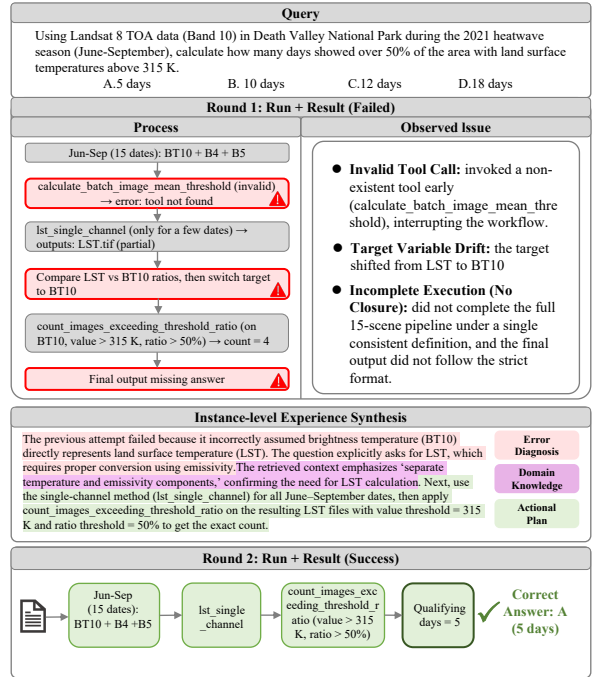 Query
Using Landsat 8 TOA data (Band 10) in Death Valley National Park during the 2021 heatwave
season (June-September), calculate how many days showed over 50% of the area with land surface
temperatures above 315 K.
A.5 days B. 10 days C.12 days D.18 days
Round 1: Run + Result (Failed)
Process
Jun-Sep (15 dates): BT10 + B4 + B5
calculate_batch_image_mean_threshold (invalid)
→ error: tool not found
lst_single_channel (only for a few dates) →
outputs: LST.tif (partial)
Compare LST vs BT10 ratios, then switch target
to BT10
count_images_exceeding_threshold_ratio (on
BT10, value > 315 K, ratio > 50%) → count = 4
Final output missing answer
Observed Issue
● Invalid Tool Call: invoked a non-
existent tool early
(calculate_batch_image_mean_thre
shold), interrupting the workflow.
● Target Variable Drift: the target
shifted from LST to BT10
● Incomplete Execution (No
Closure): did not complete the full
15-scene pipeline under a single
consistent definition, and the final
output did not follow the strict
format.
Instance-level Experience Synthesis
The previous attempt failed because it incorrectly assumed brightness temperature (BT10)
directly represents land surface temperature (LST). The question explicitly asks for LST, which
requires proper conversion using emissivity.The retrieved context emphasizes ‘separate
temperature and emissivity components,’ confirming the need for LST calculation. Next, use
the single-channel method (lst_single_channel) for all June–September dates, then apply
count_images_exceeding_threshold_ratio on the resulting LST files with value threshold = 315
K and ratio threshold = 50% to get the exact count.
Error
Diagnosis
Domain
Knowledge
Actional
Plan
Round 2: Run + Result (Success)
Jun-Sep
(15 dates):
BT10 + B4 +B5
lst_single
_channel
count_images_exc
eeding_threshold_r
atio (value > 315
K, ratio > 50%)
Qualifying
days = 5
Correct
Answer: A
(5 days)